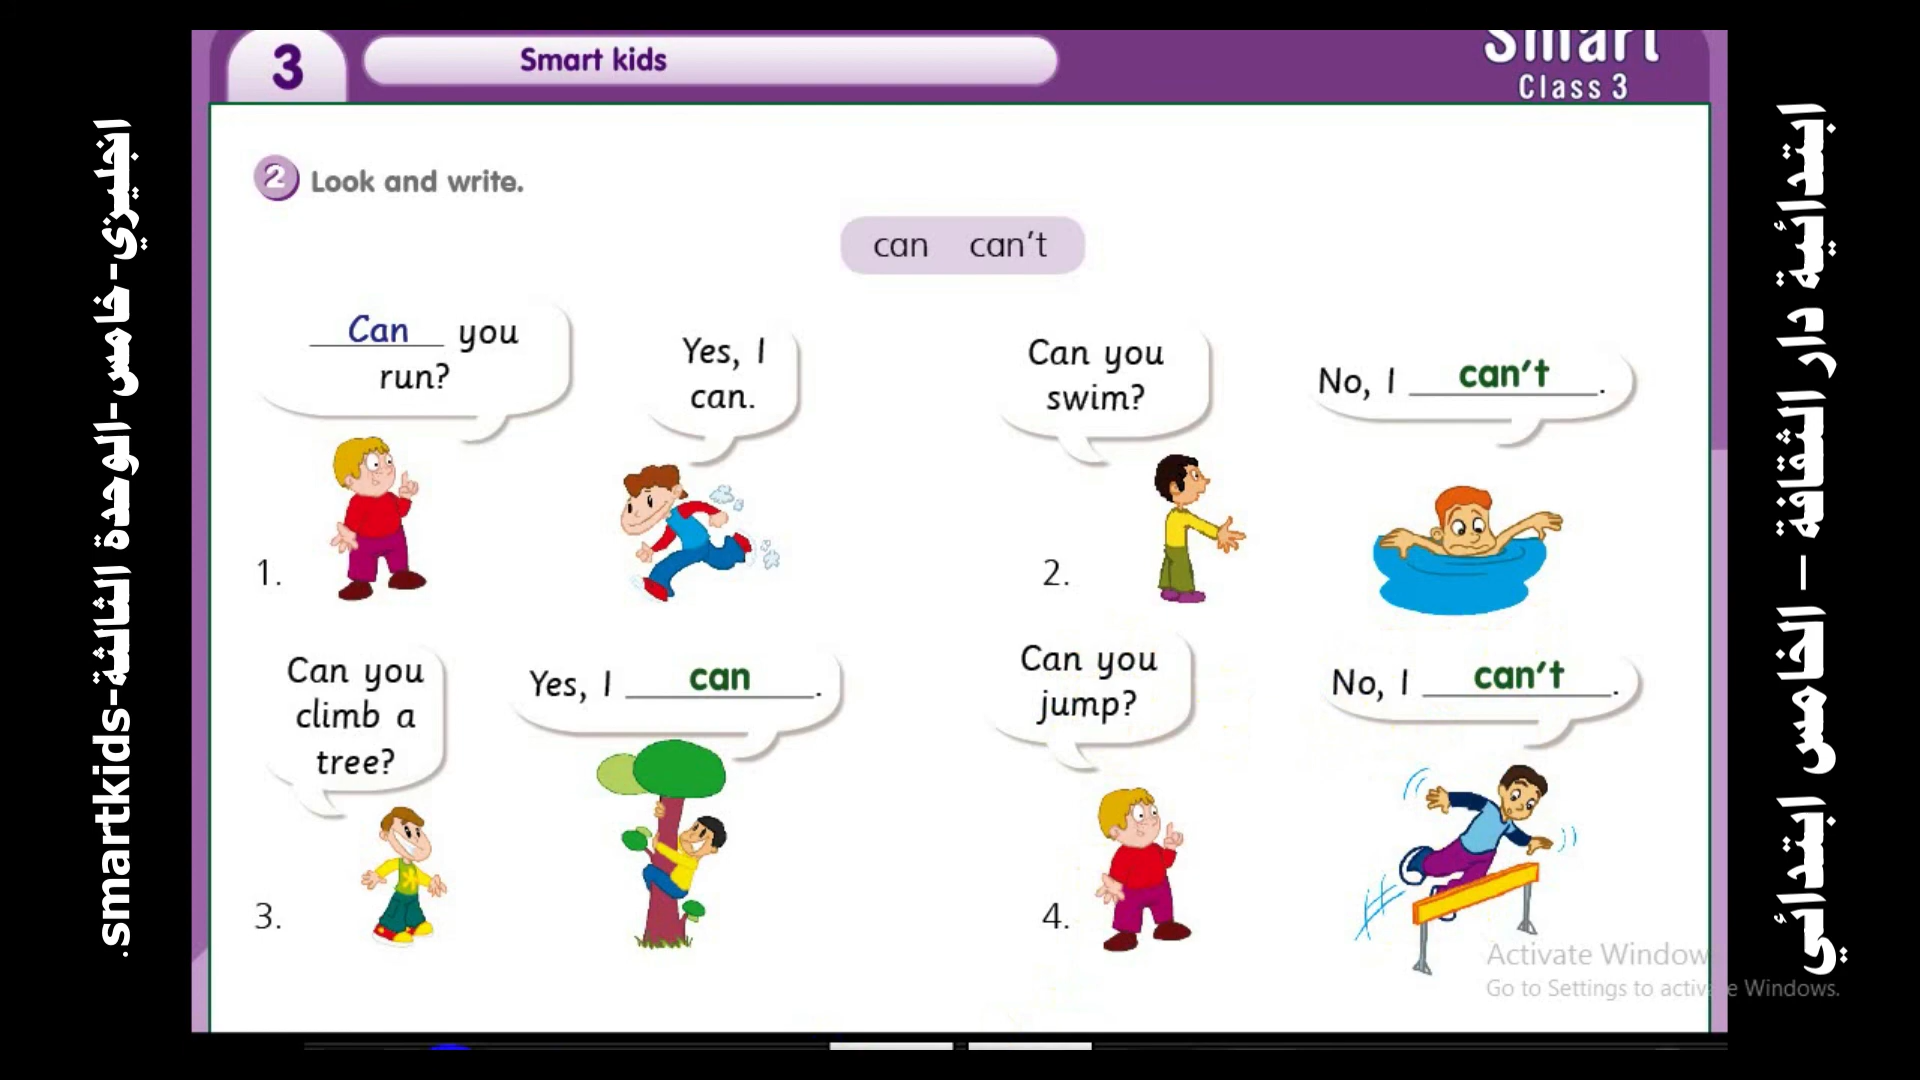 3
Smart kids
Smart
Class 3
2 Look and write.
can can't
Can you
run?
Yes, I
can.
Can you
swim?
No, I can't.
1.
2.
Can you
climb a
tree?
Yes, I can.
Can you
jump?
No, I can't.
3.
4.
Activate Window
Go to Settings to activate Windows.
انجليزي-خامس-الوحدة الثالثة-smartkids.
ابتدائية دار الثقافة – الخامس ابتدائي